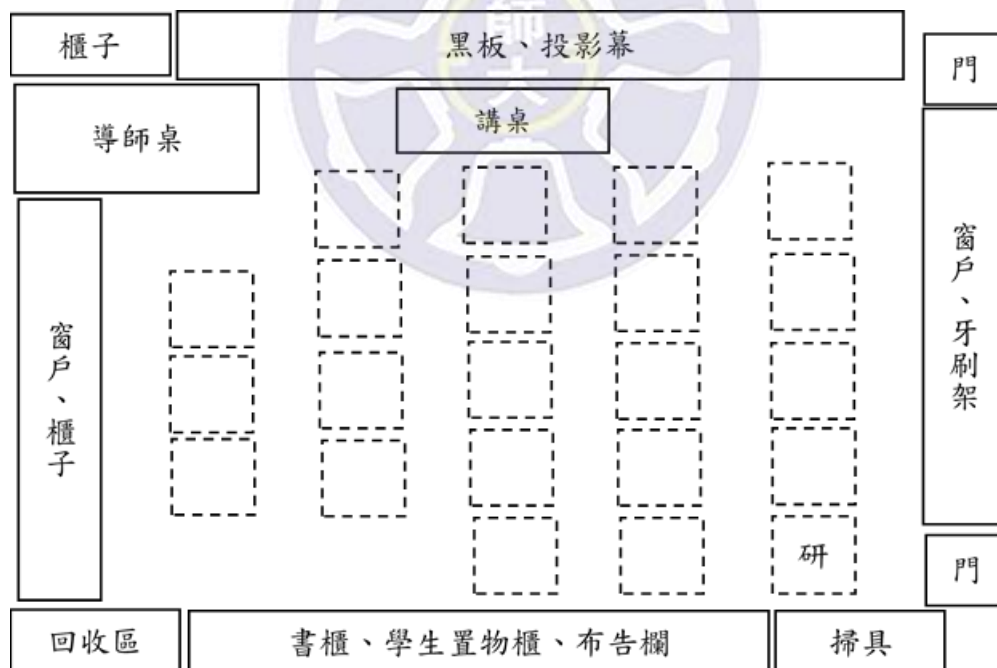 櫃子
黑板、投影幕
門
導師桌
講桌
師大
窗戶、牙刷架
窗戶、櫃子
研
門
回收區
書櫃、學生置物櫃、布告欄
掃具